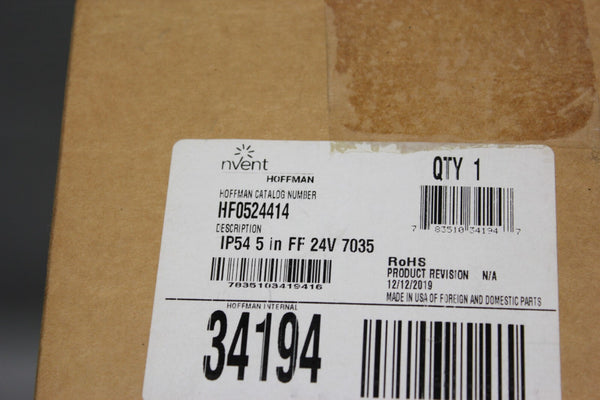 nvent
HOFFMAN
QTY 1
HOFFMAN CATALOG NUMBER
HF0524414
7 83510 34194 7
DESCRIPTION
IP54 5 in FF 24V 7035
7835103419416
RoHS
PRODUCT REVISION N/A
12/12/2019
MADE IN USA OF FOREIGN AND DOMESTIC PARTS
HOFFMAN INTERNAL
34194